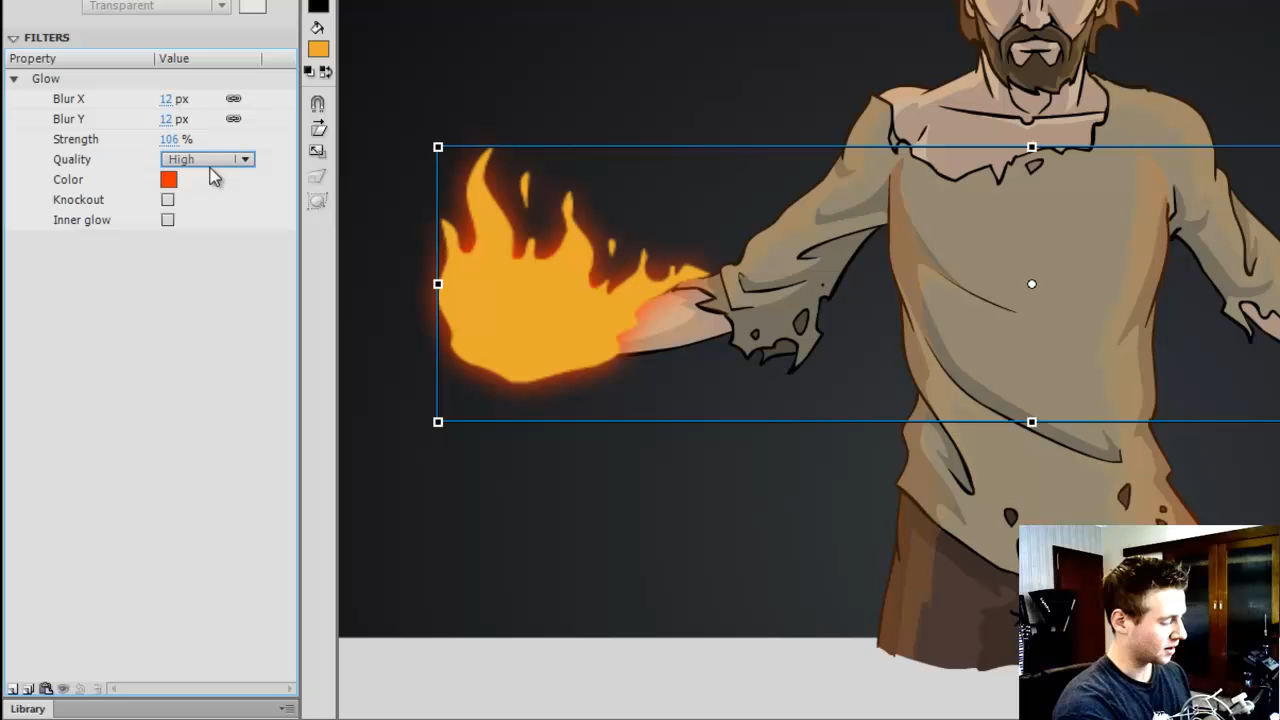 Transparent
FILTERS
Property Value
Glow
Blur X 12 px
Blur Y 12 px
Strength 106 %
Quality High
Color
Knockout
Inner glow
Library